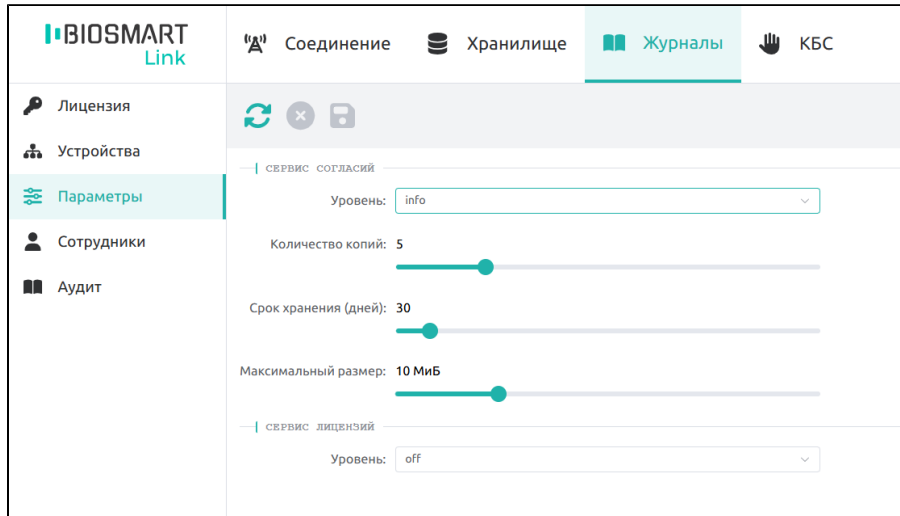 BIOSMART
Link
Соединение
Хранилище
Журналы
КБС
Лицензия
Устройства
Параметры
Сотрудники
Аудит
СЕРВИС СОГЛАСИЙ
Уровень: info
Количество копий: 5
Срок хранения (дней): 30
Максимальный размер: 10 МиБ
СЕРВИС ЛИЦЕНЗИЙ
Уровень: off